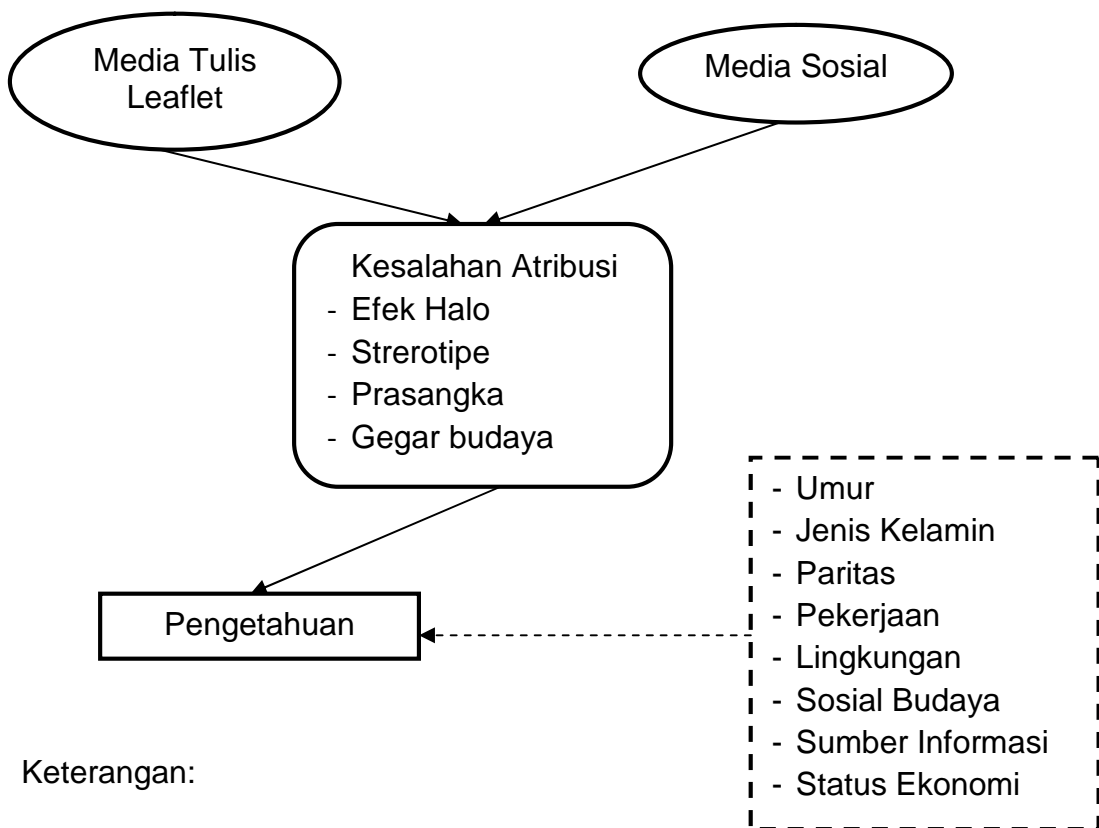 Media Tulis
Leaflet
Media Sosial
Kesalahan Atribusi
- Efek Halo
- Strerotipe
- Prasangka
- Gegar budaya
Pengetahuan
- Umur
- Jenis Kelamin
- Paritas
- Pekerjaan
- Lingkungan
- Sosial Budaya
- Sumber Informasi
- Status Ekonomi
Keterangan: